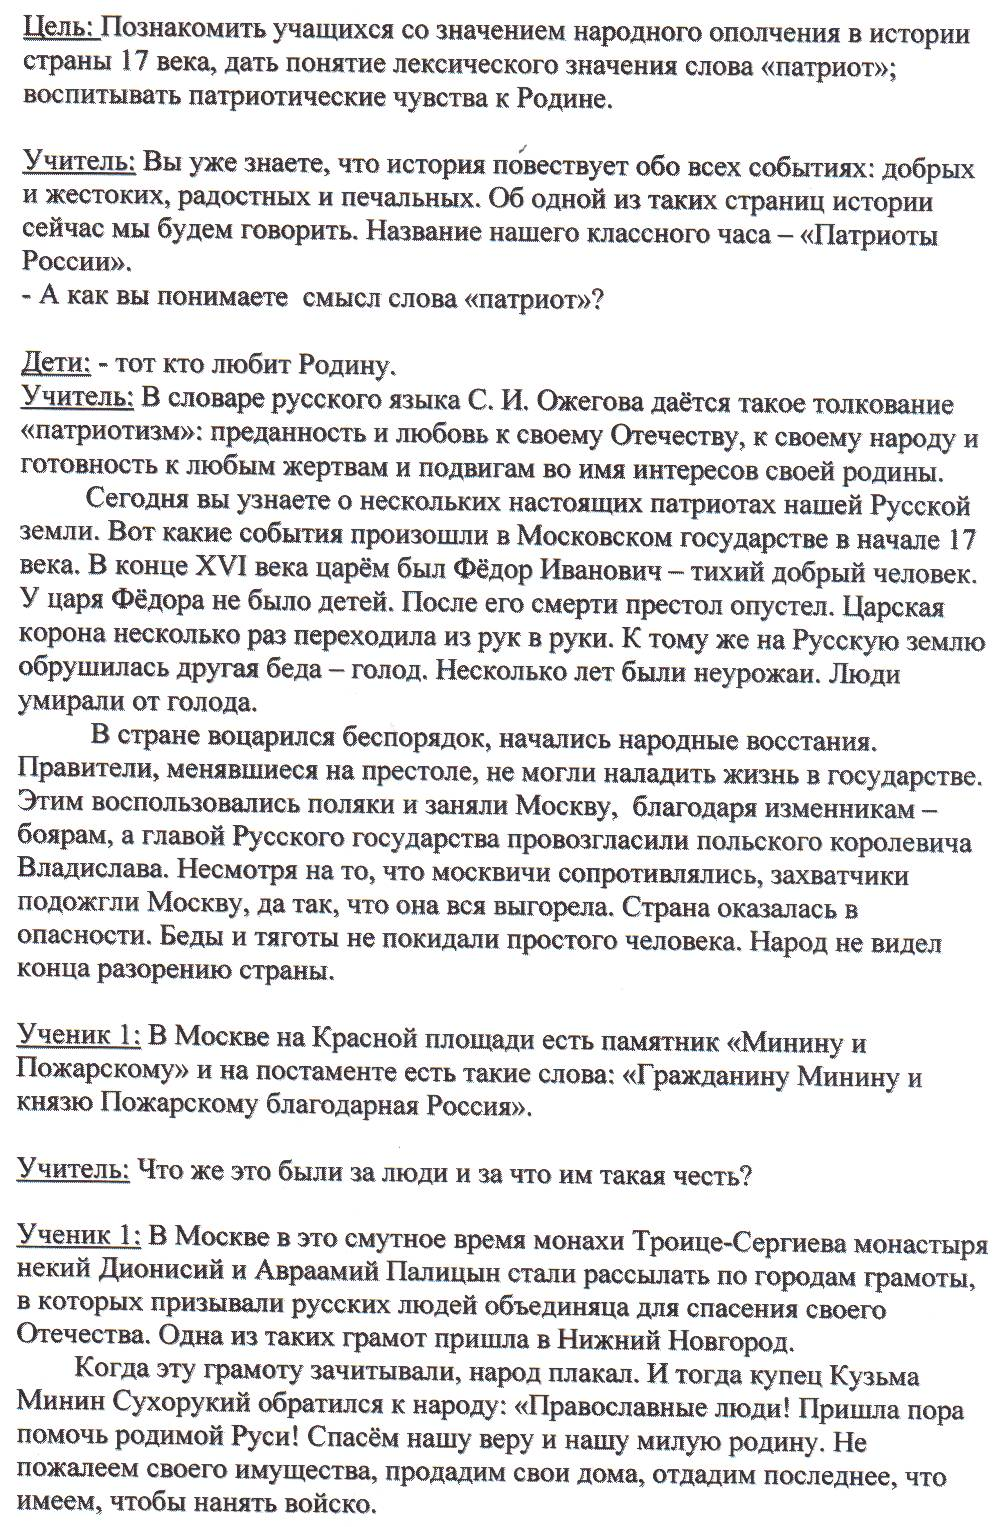 Цель: Познакомить учащихся со значением народного ополчения в истории
страны 17 века, дать понятие лексического значения слова «патриот»;
воспитывать патриотические чувства к Родине.
Учитель: Вы уже знаете, что история повествует обо всех событиях: добрых
и жестоких, радостных и печальных. Об одной из таких страниц истории
сейчас мы будем говорить. Название нашего классного часа – «Патриоты
России».
- А как вы понимаете смысл слова «патриот»?
Дети: - тот кто любит Родину.
Учитель: В словаре русского языка С. И. Ожегова даётся такое толкование
«патриотизм»: преданность и любовь к своему Отечеству, к своему народу и
готовность к любым жертвам и подвигам во имя интересов своей родины.
Сегодня вы узнаете о нескольких настоящих патриотах нашей Русской
земли. Вот какие события произошли в Московском государстве в начале 17
века. В конце XVI века царём был Фёдор Иванович – тихий добрый человек.
У царя Фёдора не было детей. После его смерти престол опустел. Царская
корона несколько раз переходила из рук в руки. К тому же на Русскую землю
обрушилась другая беда – голод. Несколько лет были неурожаи. Люди
умирали от голода.
В стране воцарился беспорядок, начались народные восстания.
Правители, менявшиеся на престоле, не могли наладить жизнь в государстве.
Этим воспользовались поляки и заняли Москву, благодаря изменникам –
боярам, а главой Русского государства провозгласили польского королевича
Владислава. Несмотря на то, что москвичи сопротивлялись, захватчики
подожгли Москву, да так, что она вся выгорела. Страна оказалась в
опасности. Беды и тяготы не покидали простого человека. Народ не видел
конца разорению страны.
Ученик 1: В Москве на Красной площади есть памятник «Минину и
Пожарскому» и на постаменте есть такие слова: «Гражданину Минину и
князю Пожарскому благодарная Россия».
Учитель: Что же это были за люди и за что им такая честь?
Ученик 1: В Москве в это смутное время монахи Троице-Сергиева монастыря
некий Дионисий и Авраамий Палицын стали рассылать по городам грамоты,
в которых призывали русских людей объединяца для спасения своего
Отечества. Одна из таких грамот пришла в Нижний Новгород.
Когда эту грамоту зачитывали, народ плакал. И тогда купец Кузьма
Минин Сухорукий обратился к народу: «Православные люди! Пришла пора
помочь родимой Руси! Спасём нашу веру и нашу милую родину. Не
пожалеем своего имущества, продадим свои дома, отдадим последнее, что
имеем, чтобы нанять войско.